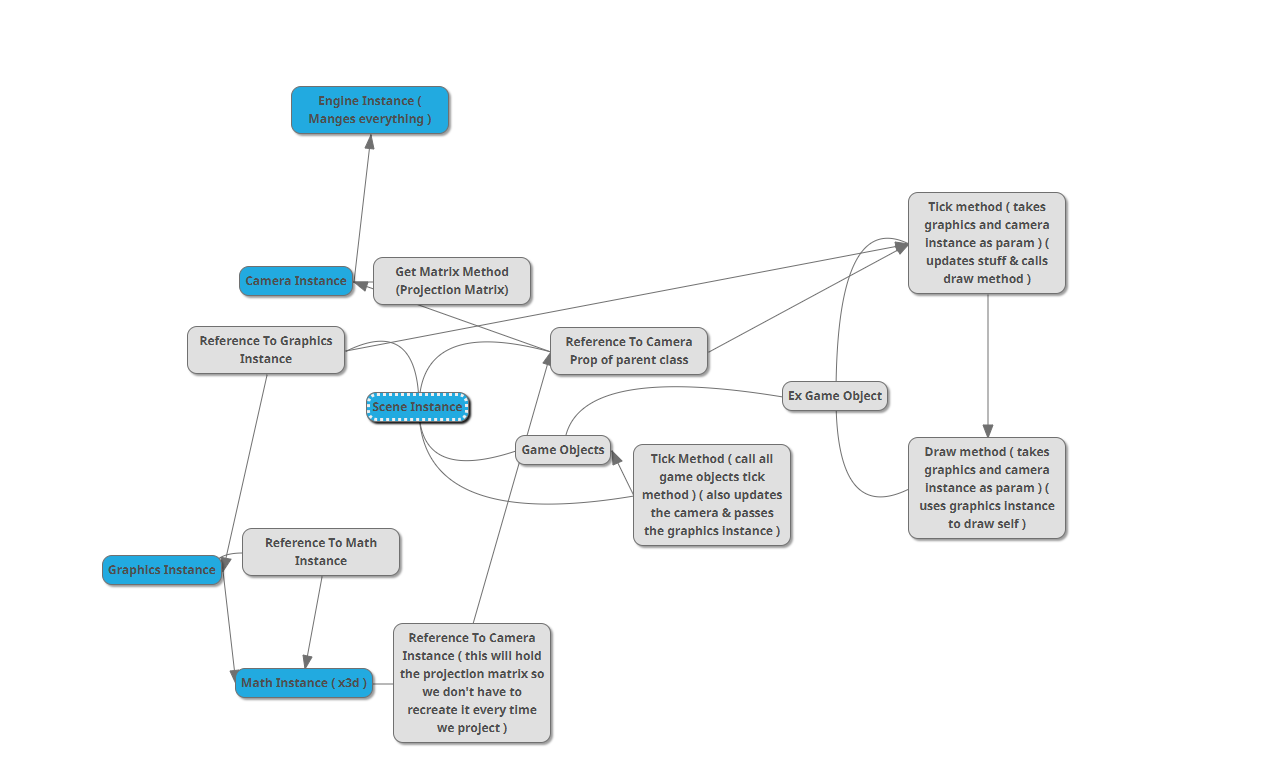 Engine Instance (
Manges everything )
Tick method ( takes
graphics and camera
instance as param ) (
updates stuff & calls
draw method )
Camera Instance
Get Matrix Method
(Projection Matrix)
Reference To Graphics
Instance
Reference To Camera
Prop of parent class
Scene Instance
Ex Game Object
Game Objects
Tick Method ( call all
game objects tick
method ) ( also updates
the camera & passes
the graphics instance )
Draw method ( takes
graphics and camera
instance as param ) (
uses graphics instance
to draw self )
Reference To Math
Instance
Graphics Instance
Math Instance ( x3d )
Reference To Camera
Instance ( this will hold
the projection matrix so
we don't have to
recreate it every time
we project )